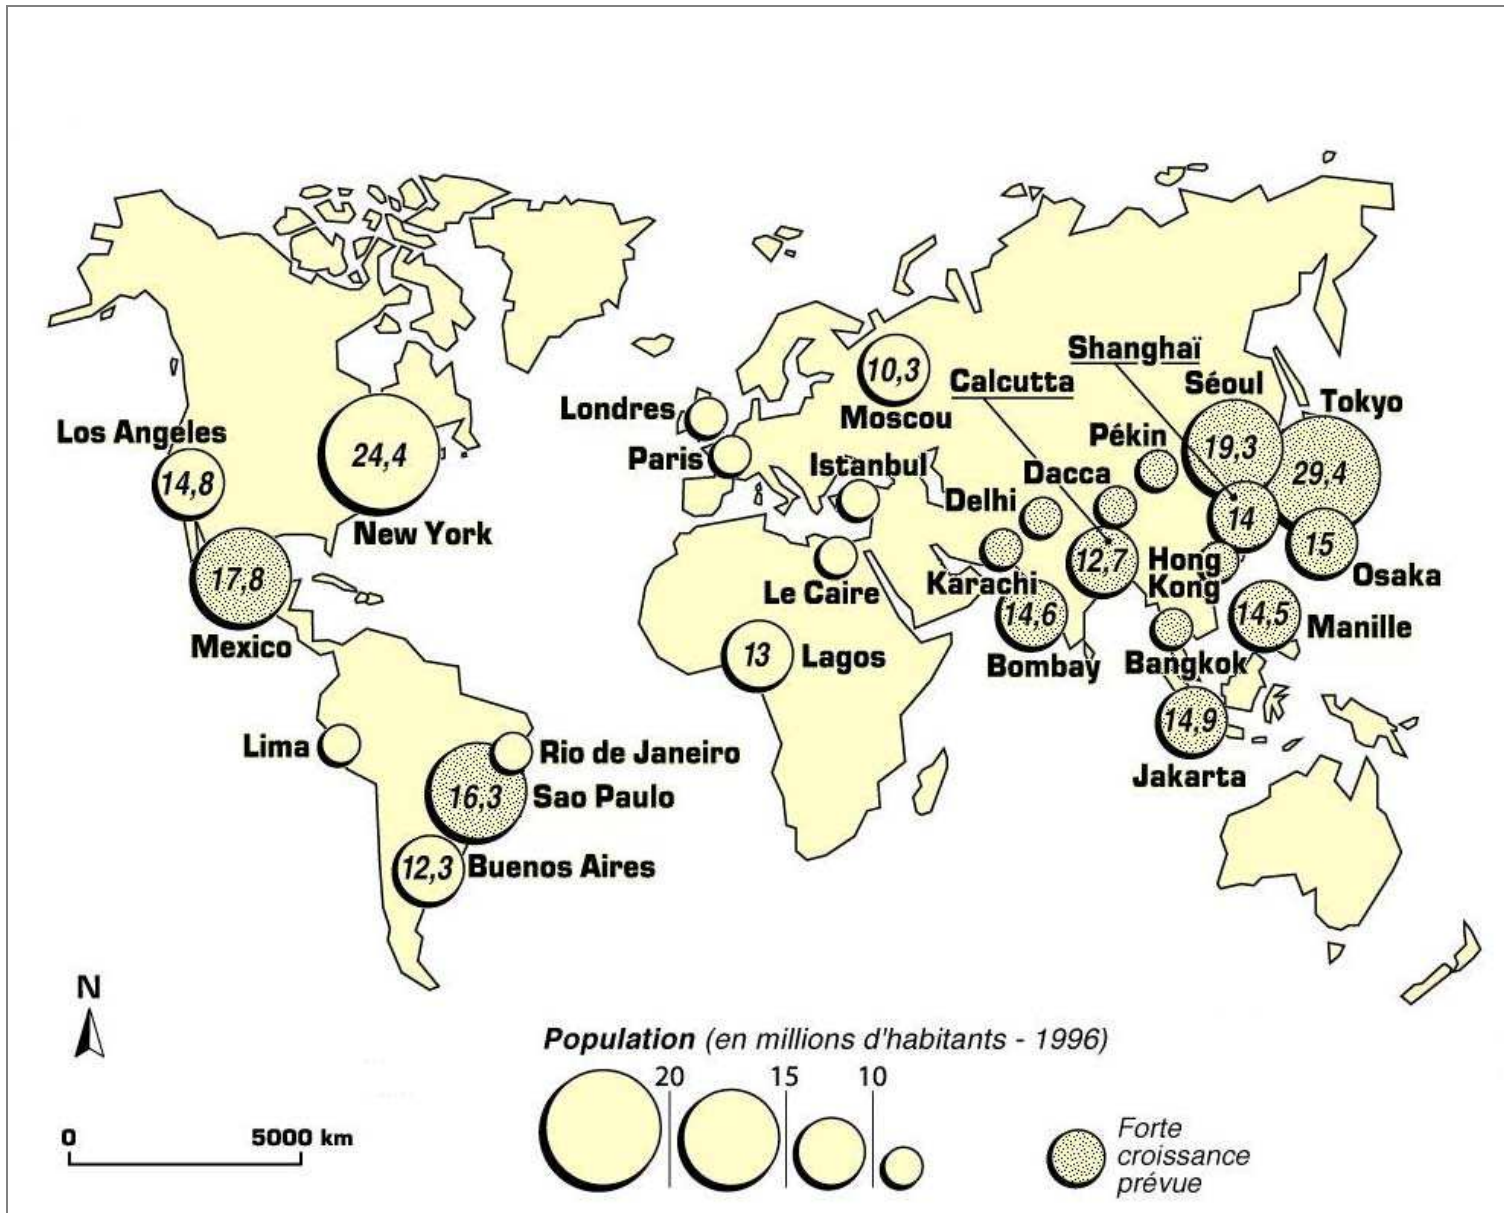 Shanghaï
Calcutta
Séoul
Tokyo
10,3
Moscou
Londres
Los Angeles
14,8
24,4
New York
Paris
Istanbul
Pékin
19,3
29,4
Dacca
Delhi
14
15
Osaka
17,8
Mexico
Le Caire
Karachi
12,7
Hong
Kong
14,6
Bombay
14,5
Manille
13
Lagos
Bangkok
14,9
Jakarta
Lima
Rio de Janeiro
16,3
Sao Paulo
12,3
Buenos Aires
N
0
5000 km
Population (en millions d'habitants - 1996)
20
15
10
Forte
croissance
prévue